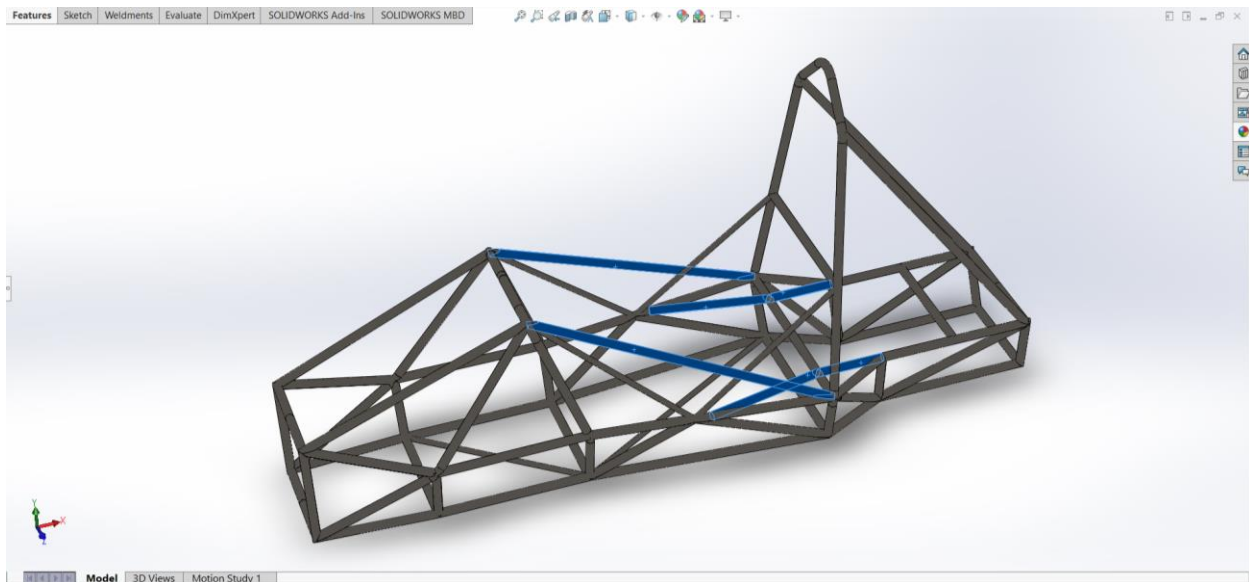 Features Sketch Weldments Evaluate DimXpert SOLIDWORKS Add-Ins SOLIDWORKS MBD
Y
X
Z
Model 3D Views Motion Study 1